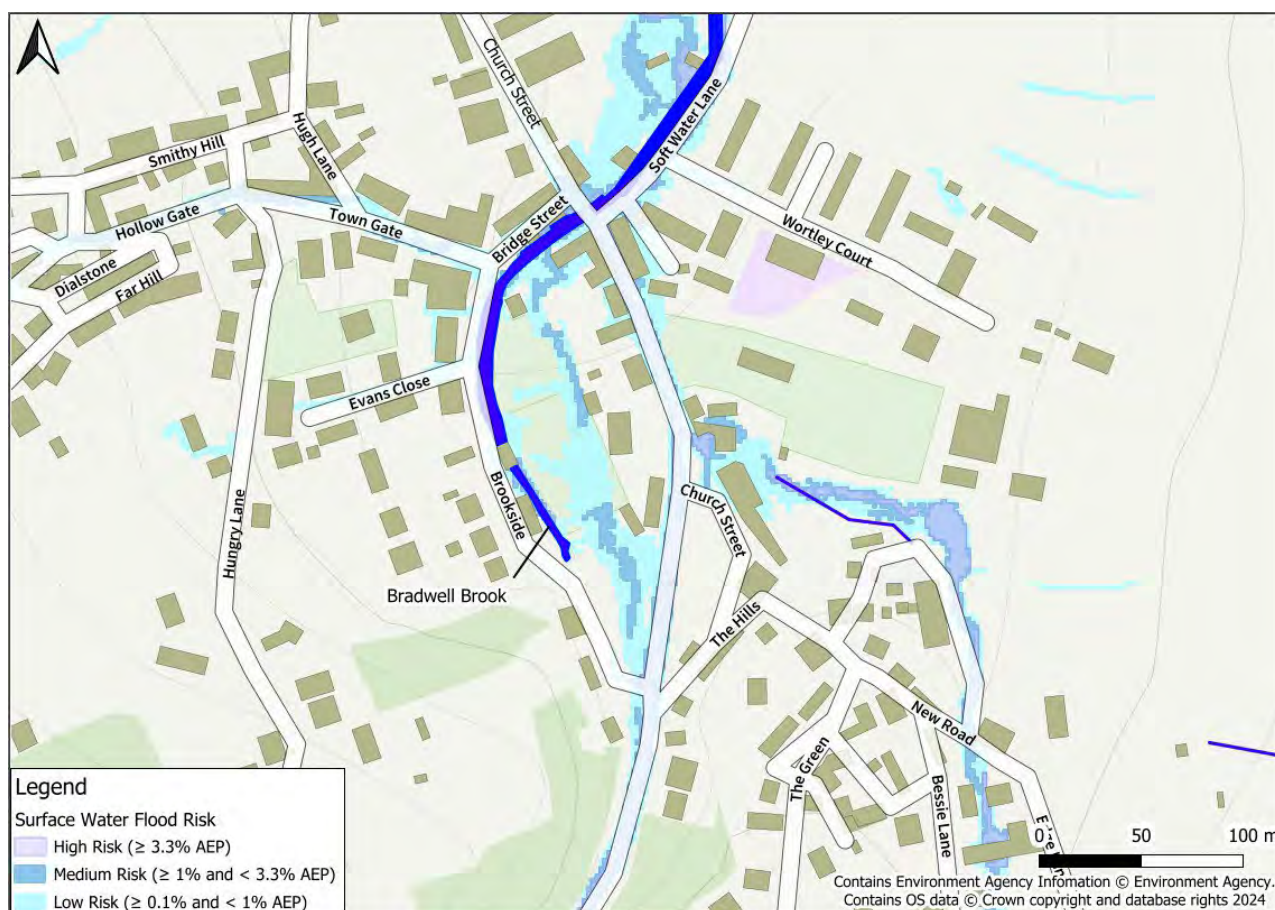 Church Street
Soft Water Lane
Smithy Hill
Hugh Lane
Bridge Street
Wortley Court
Hollow Gate
Town Gate
Dialstone
Far Hill
Evans Close
Brookside
Church Street
Hungry Lane
Bradwell Brook
The Hills
New Road
The Green
Bessie Lane
Legend
Surface Water Flood Risk
High Risk (≥ 3.3% AEP)
Medium Risk (≥ 1% and < 3.3% AEP)
Low Risk (≥ 0.1% and < 1% AEP)
0 50 100 m
Contains Environment Agency Infomation © Environment Agency.
Contains OS data © Crown copyright and database rights 2024